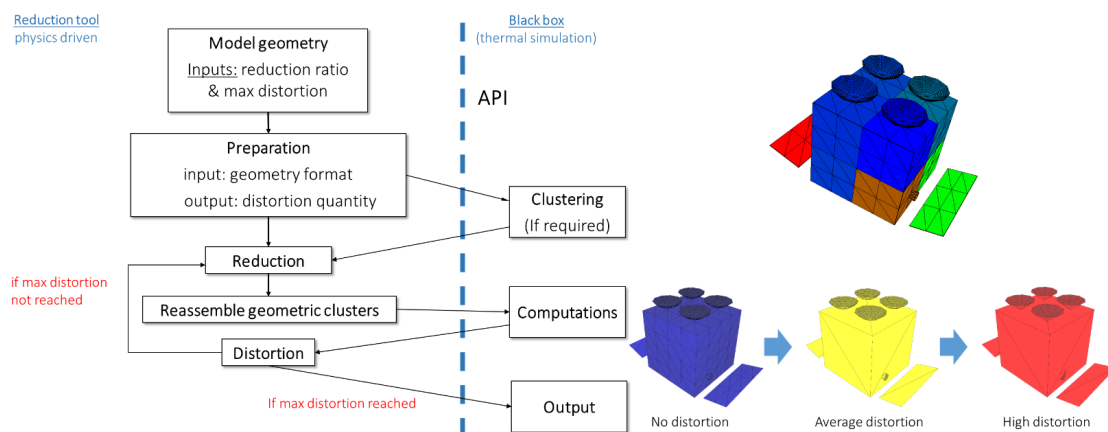 Reduction tool
physics driven
Black box
(thermal simulation)
Model geometry
Inputs: reduction ratio
& max distortion
API
Preparation
input: geometry format
output: distortion quantity
Clustering
(If required)
Reduction
if max distortion
not reached
Reassemble geometric clusters
Computations
Distortion
If max distortion reached
Output
No distortion
Average distortion
High distortion